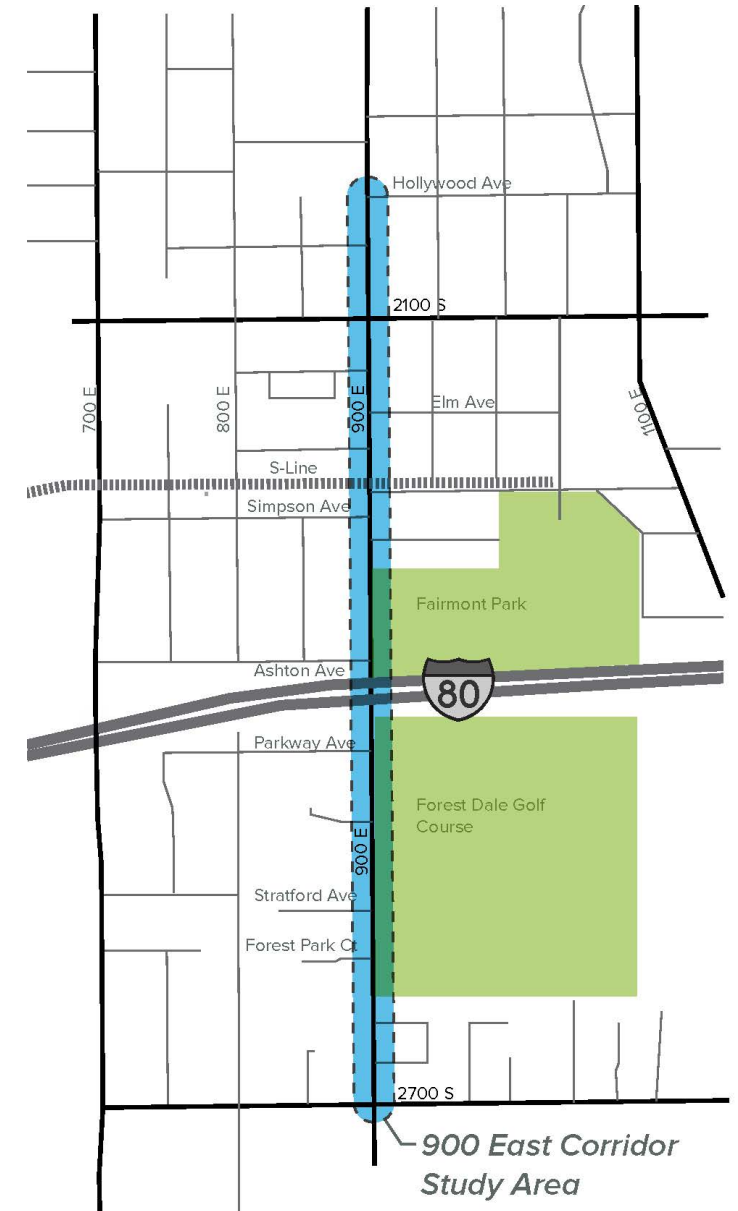 Hollywood Ave
2100 S
700 E
800 E
900 E
Elm Ave
1100 E
S-Line
Simpson Ave
Fairmont Park
Ashton Ave
80
Parkway Ave
Forest Dale Golf
Course
900 E
Stratford Ave
Forest Park Ct
2700 S
900 East Corridor
Study Area